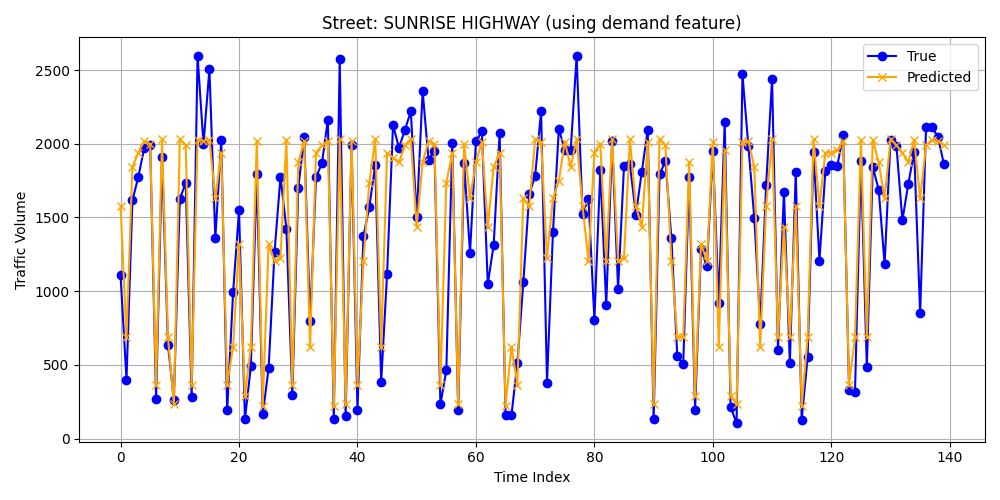 Street: SUNRISE HIGHWAY (using demand feature)
True
Predicted
Traffic Volume
2500
2000
1500
1000
500
0
0 20 40 60 80 100 120 140
Time Index